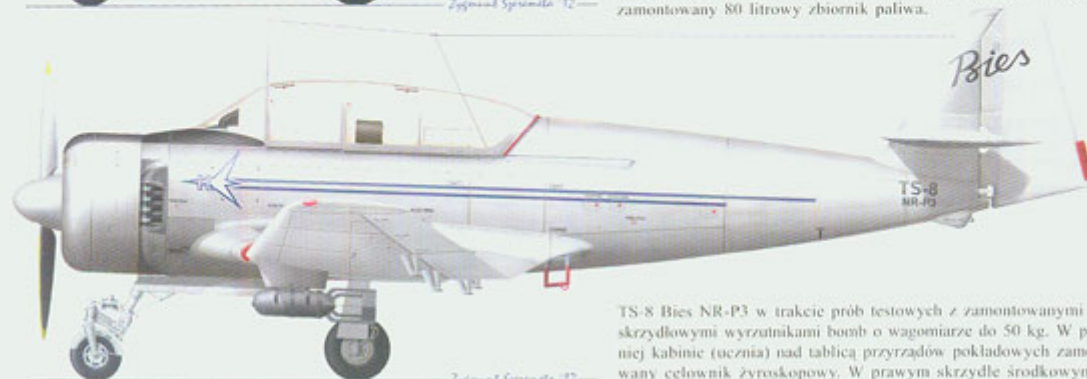 zamontowany 80 litrowy zbiornik paliwa.
Bies
TS-8
NR-P3
TS-8 Bies NR-P3 w trakcie prób testowych z zamontowanymi
skrzydłowymi wyrzutnikami bomb o wagomiarze do 50 kg. W p
niej kabinie (ucznia) nad tablicą przyrządów pokładowych zamo
wany celownik żyroskopowy. W prawym skrzydle środkowym